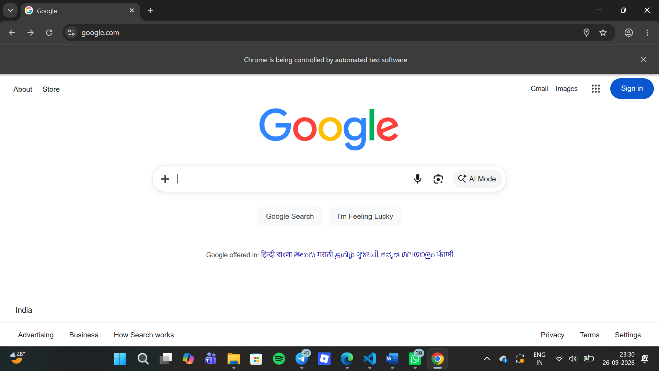 Google
google.com
Chrome is being controlled by automated test software
About Store
Gmail Images Sign in
Google
AI Mode
Google Search I'm Feeling Lucky
Google offered in: हिन्दी বাংলা తెలుగు मराठी தமிழ் ગુજરાતી ಕನ್ನಡ മലയാളം ਪੰਜਾਬੀ
India
Advertising Business How Search works Privacy Terms Settings
26°
ENG 23:30
IN 26-09-2025